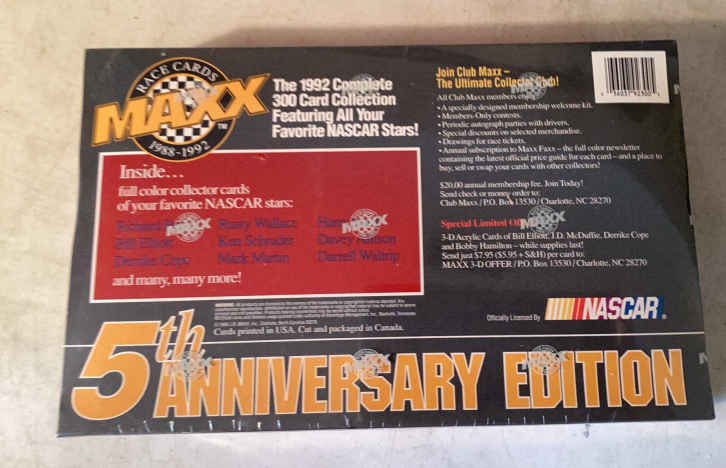 RACE CARDS
MAXX
TM
1988-1992
The 1992 Complete
300 Card Collection
Featuring All Your
Favorite NASCAR Stars!
Inside...
full color collector cards
of your favorite NASCAR stars:
Richard Rusty Wallace Harry
Bill Elliott Ken Schrader Davey Allison
Derrike Cope Mark Martin Darrell Waltrip
and many, many more!
Cards printed in USA. Cut and packaged in Canada.
Join Club Maxx –
The Ultimate Collector Club!
All Club Maxx members enjoy:
• A specially designed membership welcome kit.
• Members-Only contests.
• Periodic autograph parties with drivers.
• Special discounts on selected merchandise.
• Drawings for race tickets.
• Annual subscription to Maxx Faxx – the full color newsletter
containing the latest official price guide for each card – and a place to
buy, sell or swap your cards with other collectors!
$20.00 annual membership fee. Join Today!
Send check or money order to:
Club Maxx / P.O. Box 13530 / Charlotte, NC 28270
Special Limited
3-D Acrylic Cards of Bill Elliott, J.D. McDuffie, Derrike Cope
and Bobby Hamilton – while supplies last!
Send just $7.95 ($5.95 + S&H) per card to:
MAXX 3-D OFFER / P.O. Box 13530 / Charlotte, NC 28270
Officially Licensed By NASCAR®
5th
ANNIVERSARY EDITION